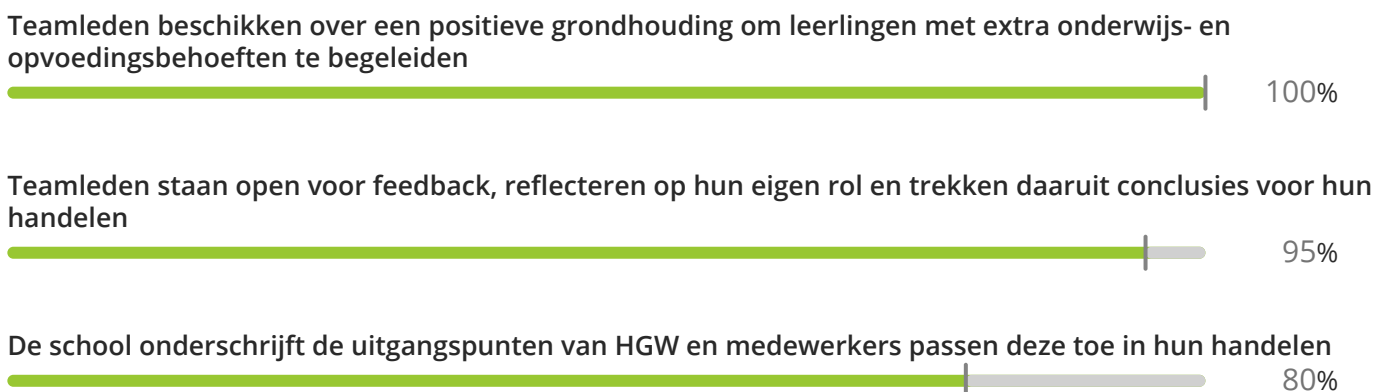 Teamleden beschikken over een positieve grondhouding om leerlingen met extra onderwijs- en
opvoedingsbehoeften te begeleiden
100%
Teamleden staan open voor feedback, reflecteren op hun eigen rol en trekken daaruit conclusies voor hun
handelen
95%
De school onderschrijft de uitgangspunten van HGW en medewerkers passen deze toe in hun handelen
80%